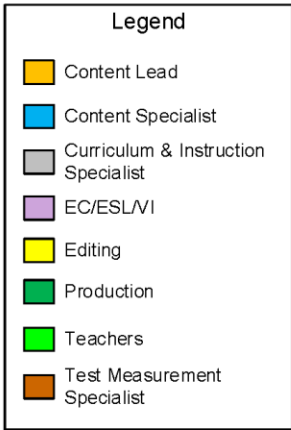 Legend
Content Lead
Content Specialist
Curriculum & Instruction
Specialist
EC/ESL/VI
Editing
Production
Teachers
Test Measurement
Specialist